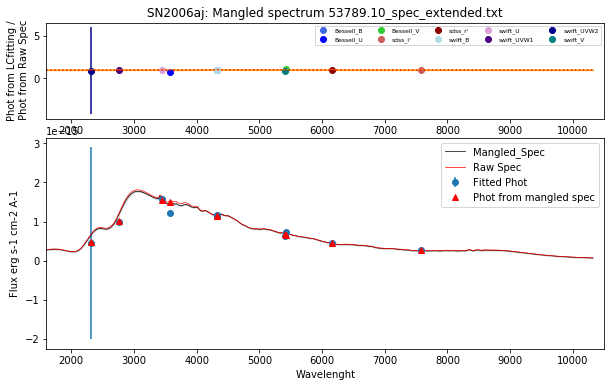 SN2006aj: Mangled spectrum 53789.10_spec_extended.txt
Phot from LCfitting /
Phot from Raw Spec
5
0
Bessell_B Bessell_V sdss_r' swift_U swift_UVW2
Bessell_U sdss_i' swift_B swift_UVW1 swift_V
2000 3000 4000 5000 6000 7000 8000 9000 10000
1e−15
Flux erg s-1 cm-2 A-1
3
2
1
0
−1
−2
Mangled_Spec
Raw Spec
Fitted Phot
Phot from mangled spec
2000 3000 4000 5000 6000 7000 8000 9000 10000
Wavelenght